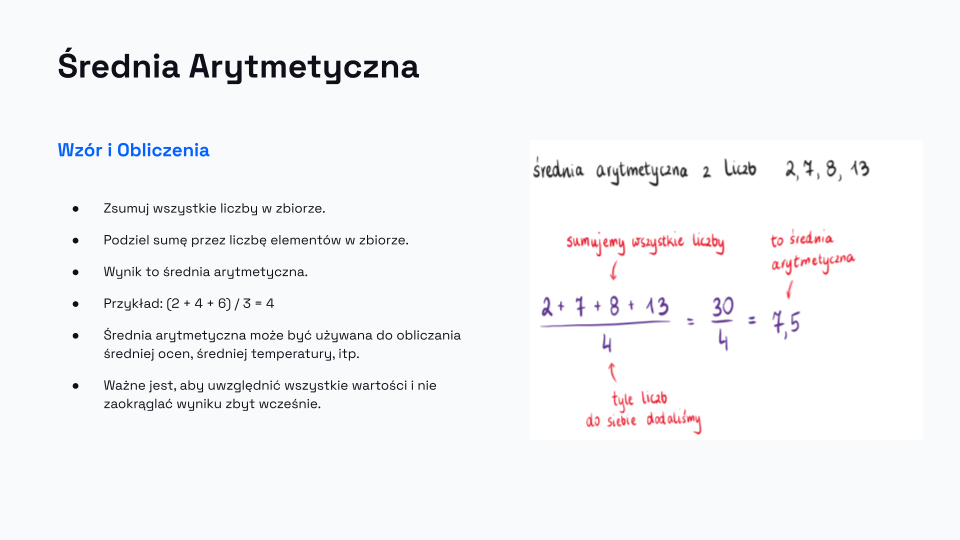 Średnia Arytmetyczna
Wzór i Obliczenia
● Zsumuj wszystkie liczby w zbiorze.
● Podziel sumę przez liczbę elementów w zbiorze.
● Wynik to średnia arytmetyczna.
● Przykład: (2 + 4 + 6) / 3 = 4
● Średnia arytmetyczna może być używana do obliczania
średniej ocen, średniej temperatury, itp.
● Ważne jest, aby uwzględnić wszystkie wartości i nie
zaokrąglać wyniku zbyt wcześnie.
średnia arytmetyczna z liczb 2, 7, 8, 13
sumujemy wszystkie liczby
to średnia
arytmetyczna
2 + 7 + 8 + 13 / 4 = 30 / 4 = 7,5
tyle liczb
do siebie dodaliśmy